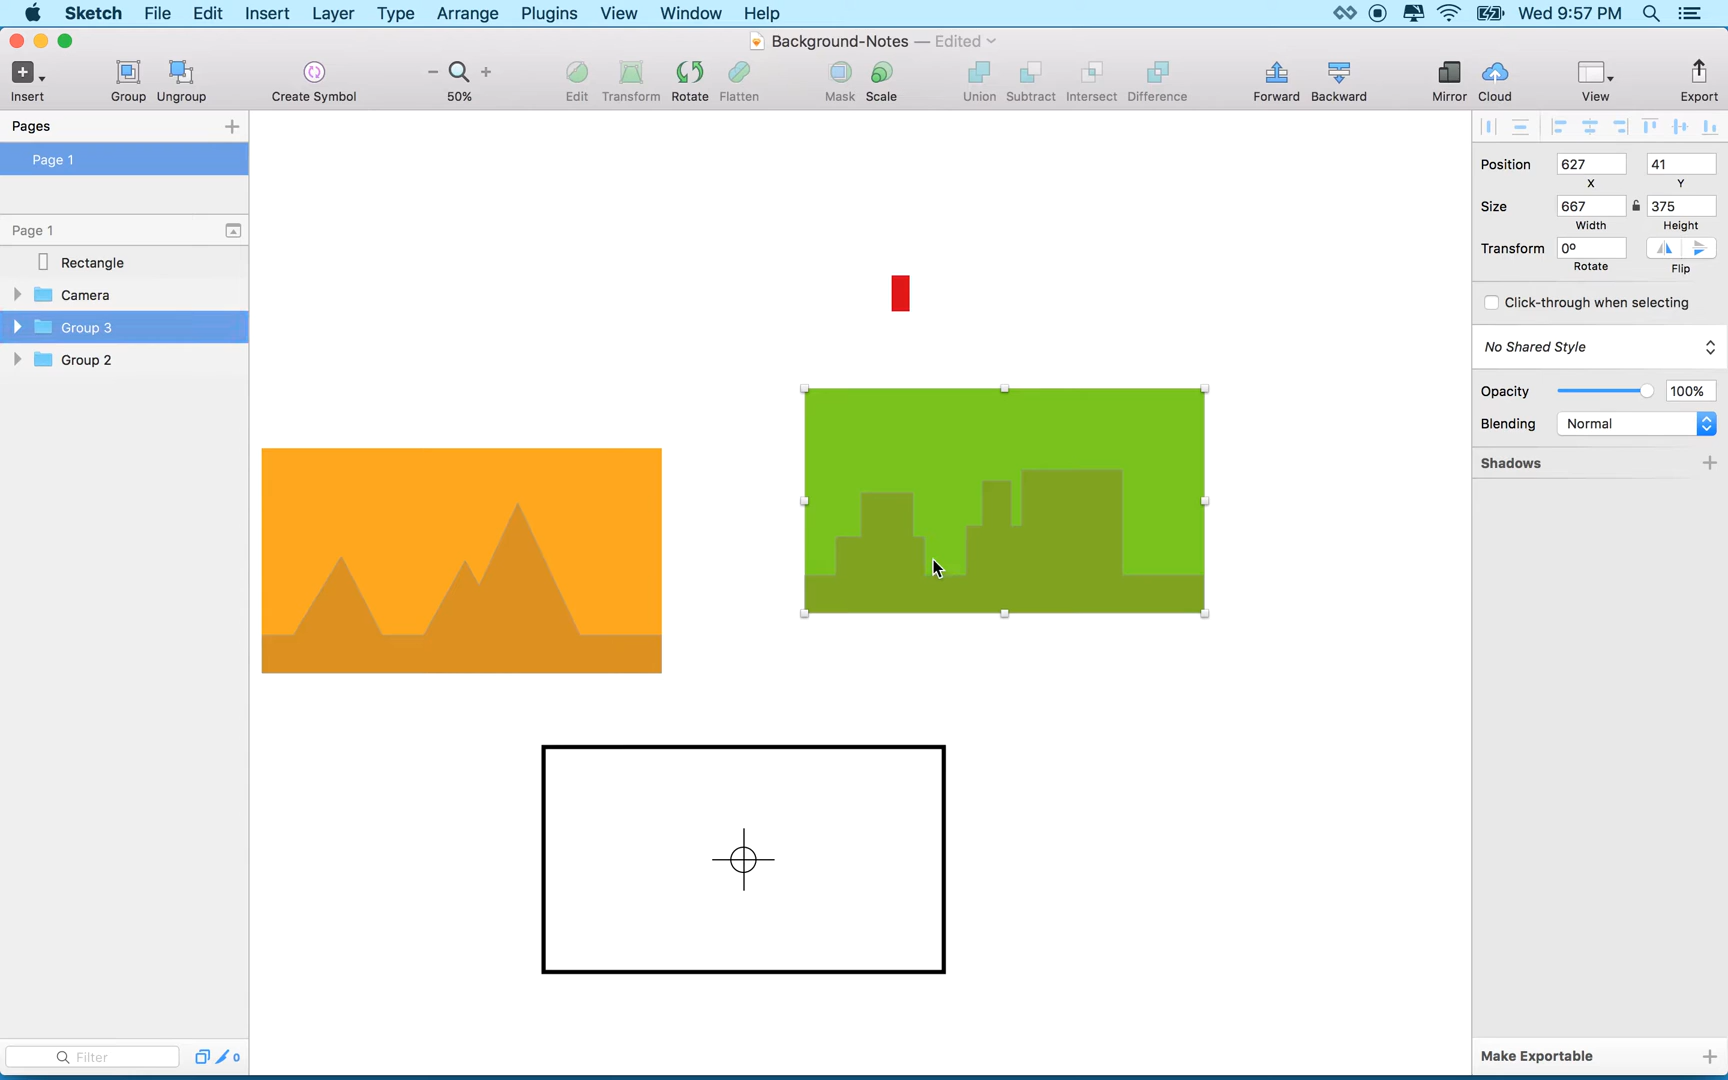 Sketch File Edit Insert Layer Type Arrange Plugins View Window Help Wed 9:57 PM
Background-Notes — Edited
Insert Group Ungroup Create Symbol 50% Edit Transform Rotate Flatten Mask Scale Union Subtract Intersect Difference Forward Backward Mirror Cloud View Export
Pages
Page 1
Page 1
Rectangle
Camera
Group 3
Group 2
Filter 0
Position 627 41
X Y
Size 667 375
Width Height
Transform 0º
Rotate Flip
Click-through when selecting
No Shared Style
Opacity 100%
Blending Normal
Shadows
Make Exportable